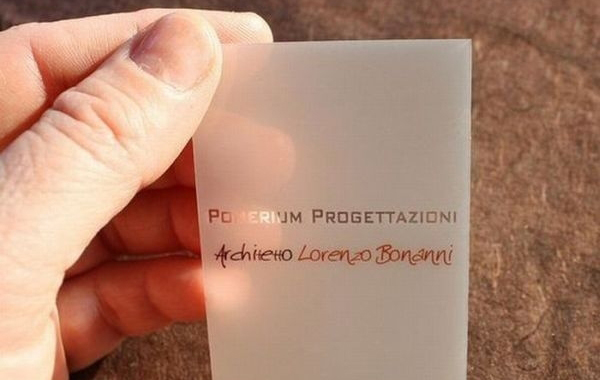 Pomerium Progettazioni
Architetto Lorenzo Bonanni